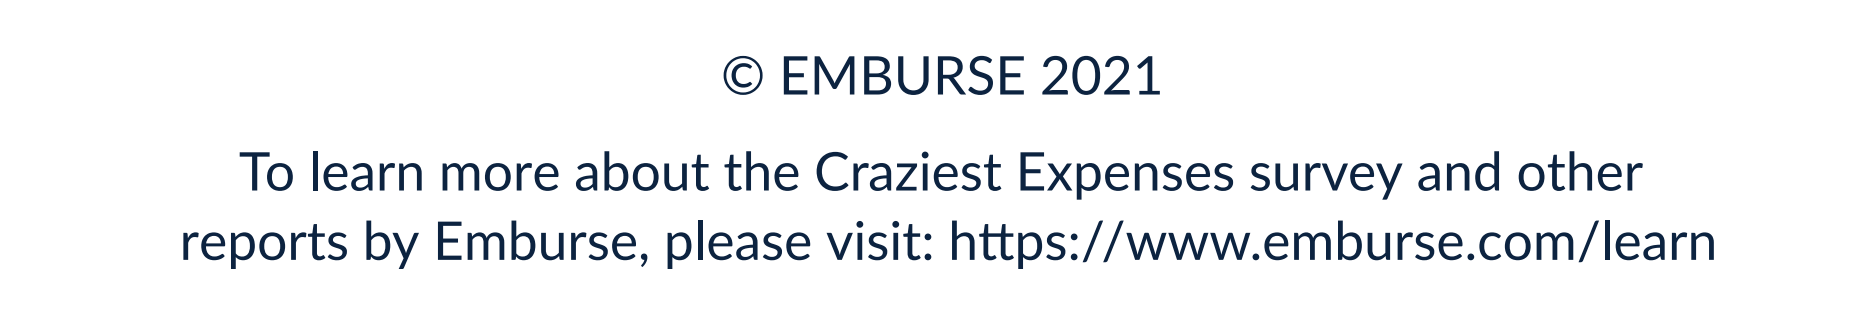 © EMBURSE 2021
To learn more about the Craziest Expenses survey and other
reports by Emburse, please visit: https://www.emburse.com/learn